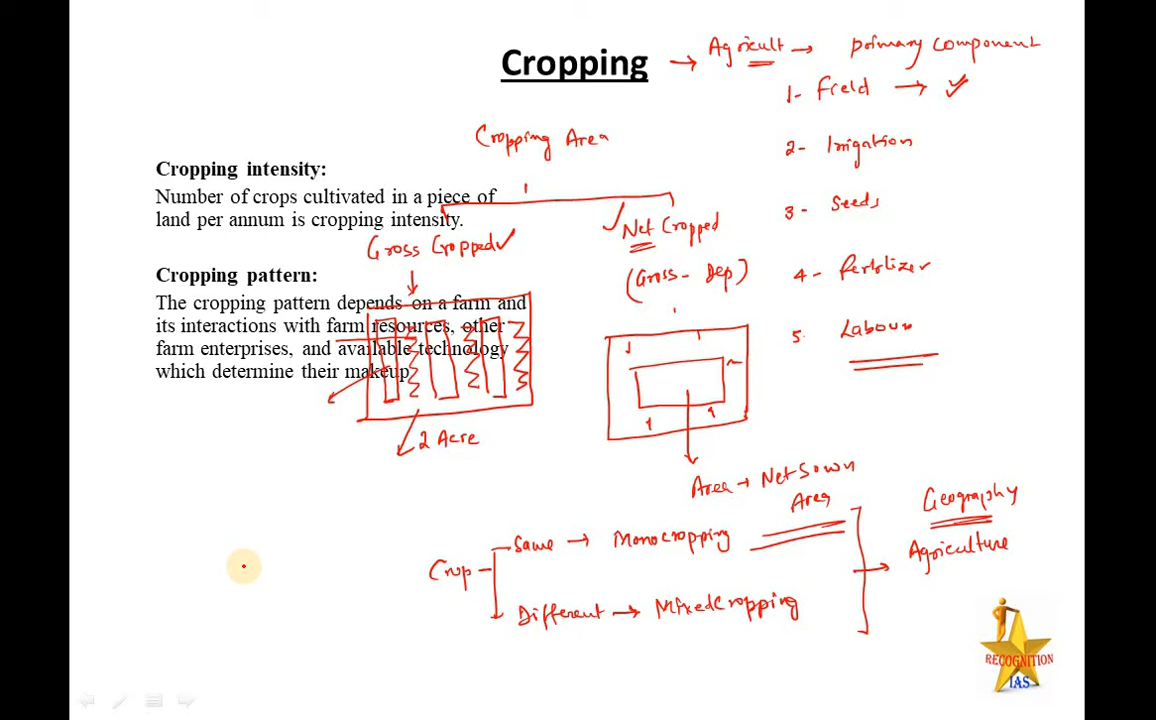 Cropping → Agricult → primary component
1- Field → ✓
2- Irrigation
3- Seeds
4- Fertilizer
5- Labour
Cropping Area
Cropping intensity:
Number of crops cultivated in a piece of
land per annum is cropping intensity.
Gross Cropped ✓
✓ Net Cropped
(Gross - Dep)
Cropping pattern:
The cropping pattern depends on a farm and
its interactions with farm resources, other
farm enterprises, and available technology
which determine their makeup.
2 Acre
Area → Net Sown
Area
Crop
Same → Monocropping
Different → MixedCropping
Geography
Agriculture
RECOGNITION
IAS